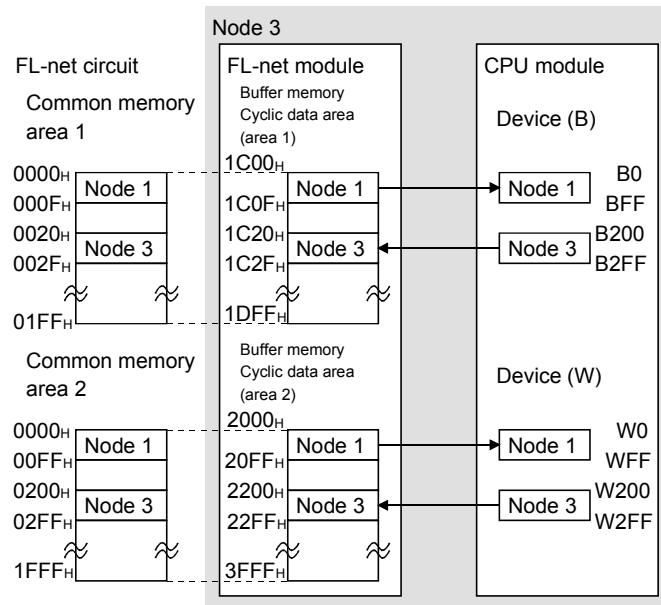 Node 3
FL-net circuit
FL-net module
CPU module
Common memory
area 1
Buffer memory
Cyclic data area
(area 1)
Device (B)
0000H
000FH
0020H
002FH
01FFH
Node 1
Node 3
1C00H
1C0FH
1C20H
1C2FH
1DFFH
Node 1
Node 3
Node 1
Node 3
B0
BFF
B200
B2FF
Common memory
area 2
Buffer memory
Cyclic data area
(area 2)
Device (W)
0000H
00FFH
0200H
02FFH
1FFFH
Node 1
Node 3
2000H
20FFH
2200H
22FFH
3FFFH
Node 1
Node 3
Node 1
Node 3
W0
WFF
W200
W2FF